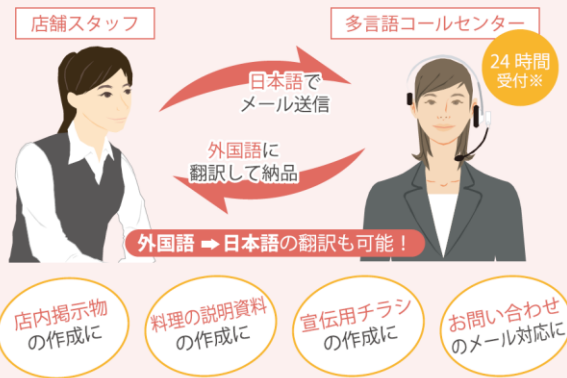 店舗スタッフ
多言語コールセンター
24 時間
受付※
日本語で
メール送信
外国語に
翻訳して納品
外国語 ➡ 日本語の翻訳も可能！
店内掲示物
の作成に
料理の説明資料
の作成に
宣伝用チラシ
の作成に
お問い合わせ
のメール対応に